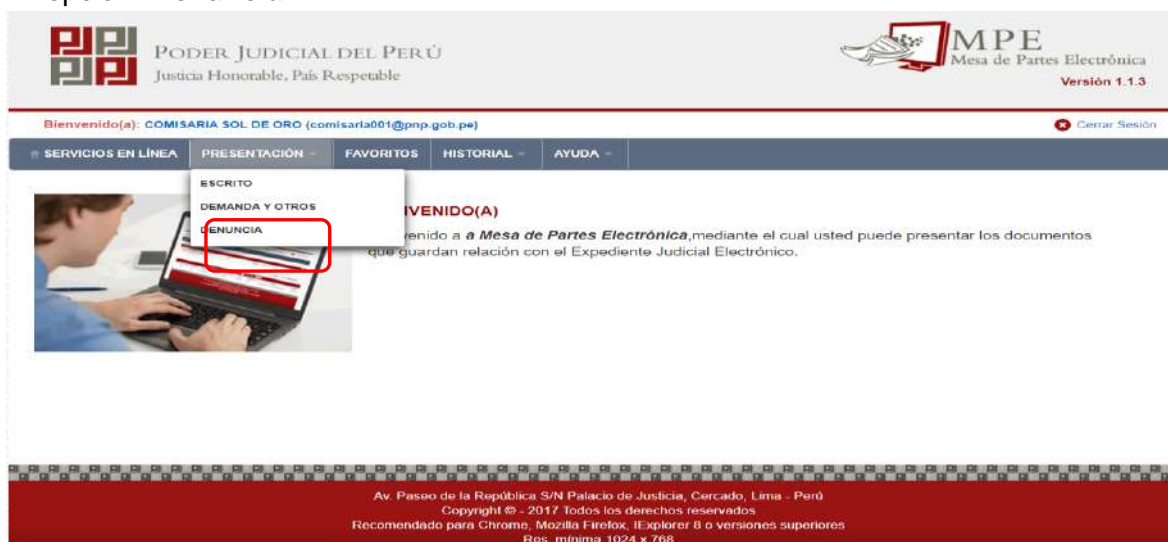 PODER JUDICIAL DEL PERÚ
Justicia Honorable, País Respetable
MPE
Mesa de Partes Electrónica
Versión 1.1.3
Bienvenido(a): COMISARIA SOL DE ORO (comisaria001@pnp.gob.pe)
Cerrar Sesión
SERVICIOS EN LÍNEA PRESENTACIÓN FAVORITOS HISTORIAL AYUDA
ESCRITO
DEMANDA Y OTROS
DENUNCIA
IVENIDO(A)
venido a a Mesa de Partes Electrónica,mediante el cual usted puede presentar los documentos
que guardan relación con el Expediente Judicial Electrónico.
Av. Paseo de la República S/N Palacio de Justicia, Cercado, Lima - Perú
Copyright © - 2017 Todos los derechos reservados
Recomendado para Chrome, Mozilla Firefox, IExplorer 8 o versiones superiores
Res. mínima 1024 x 768